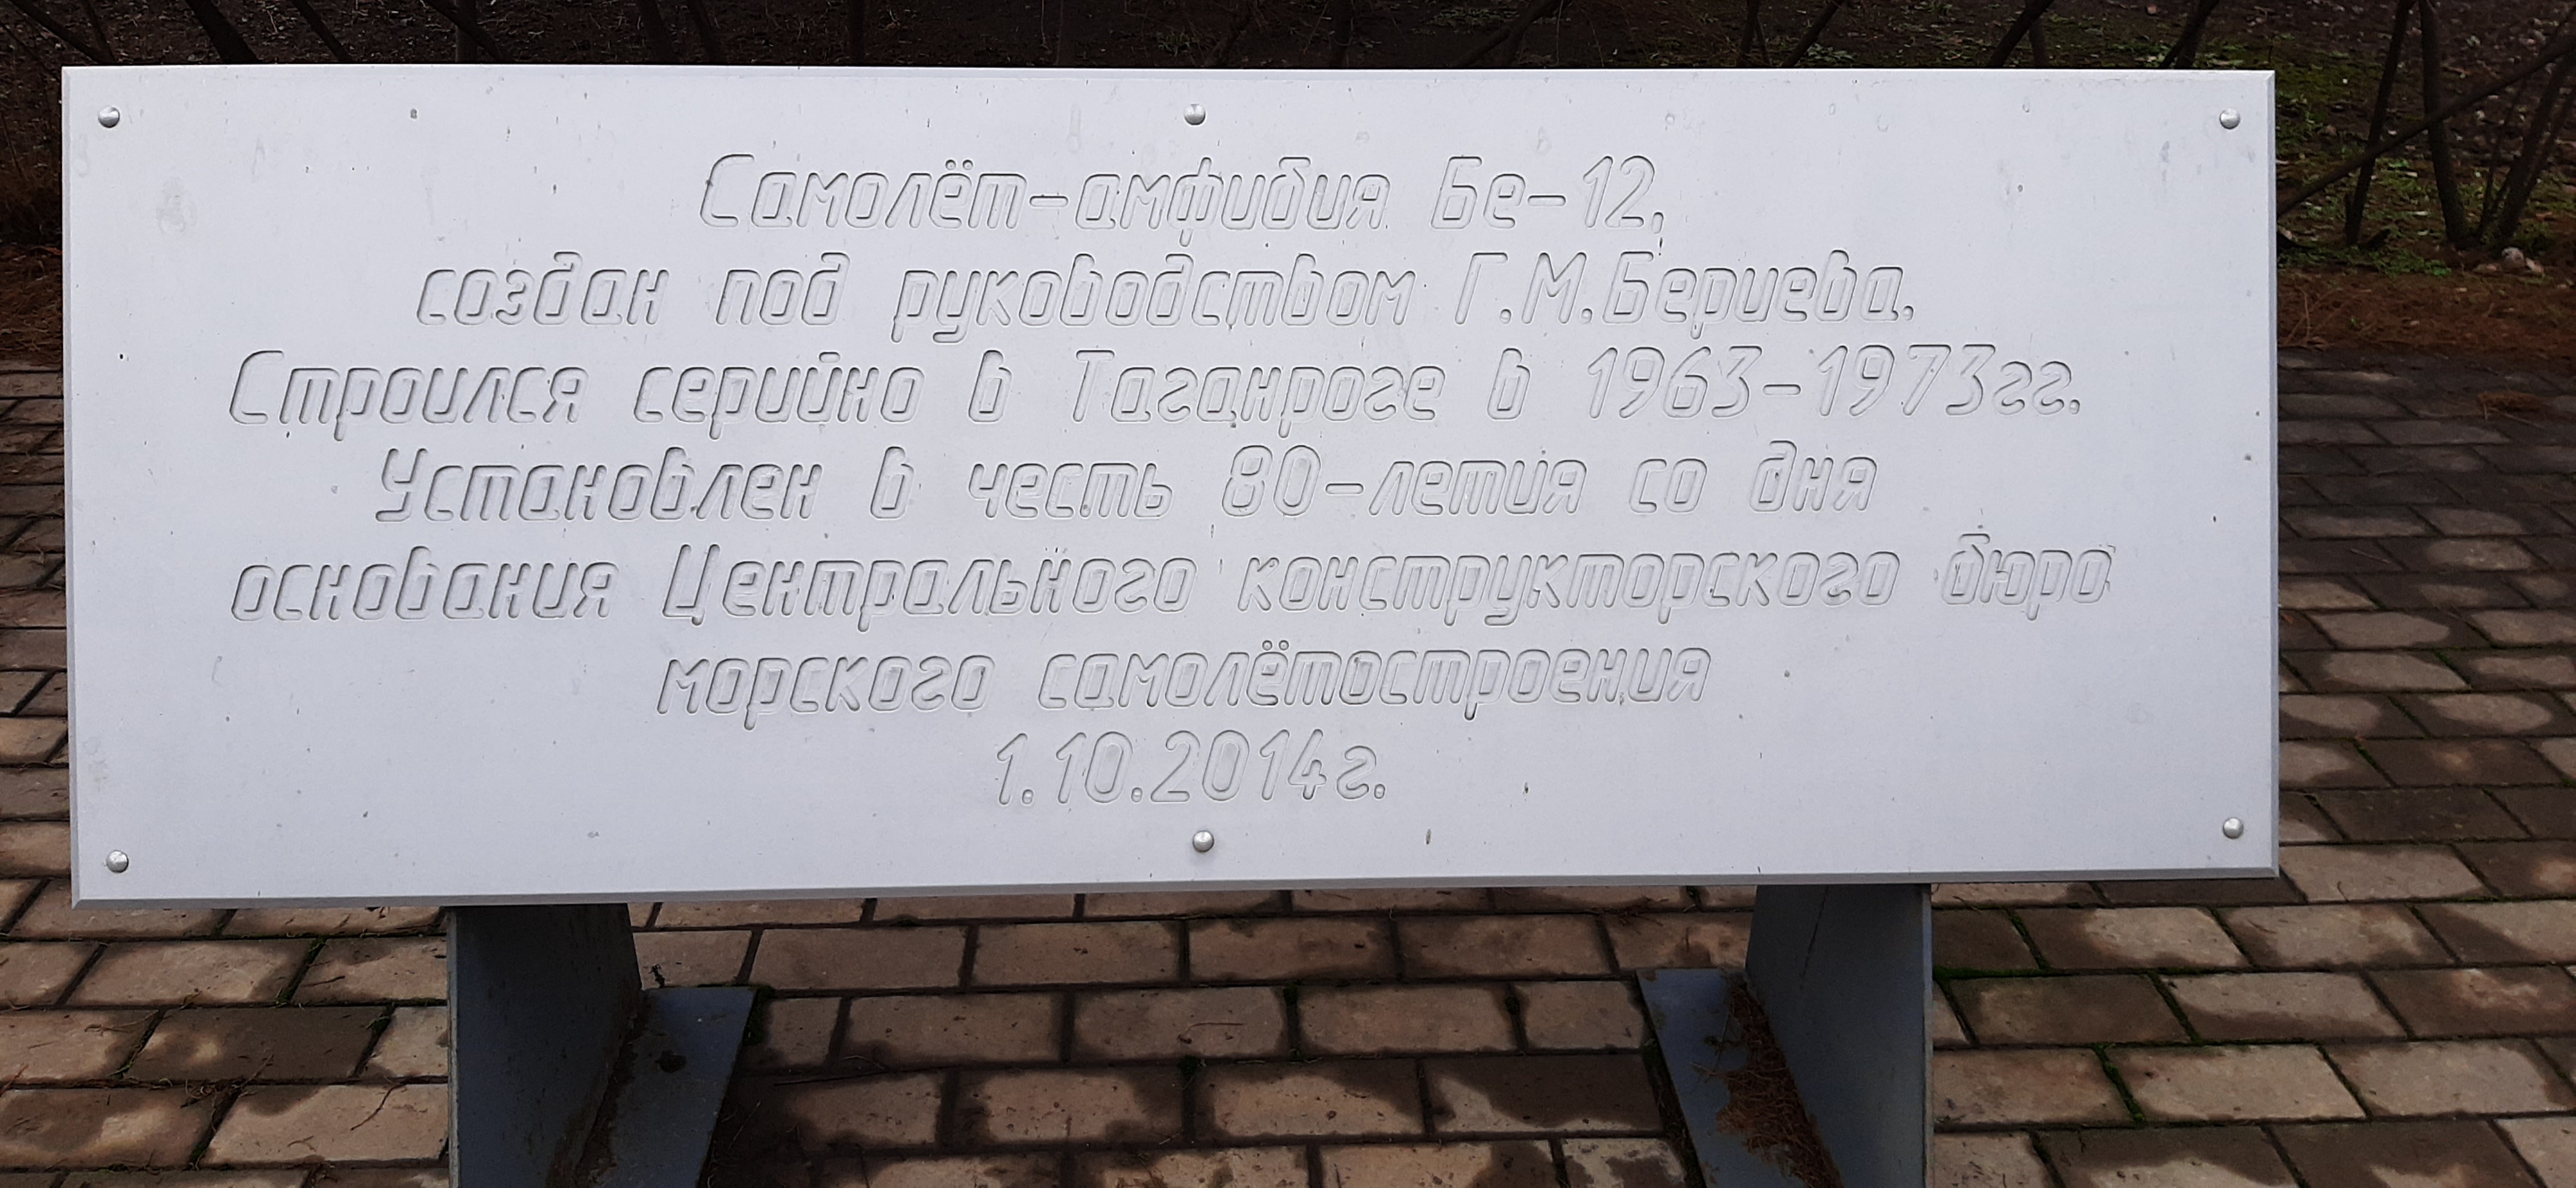 Самолёт-амфибия Бе-12,
создан под руководством Г.М.Бериева.
Строился серийно в Таганроге в 1963-1973гг.
Установлен в честь 80-летия со дня
основания Центрального конструкторского бюро
морского самолётостроения
1.10.2014г.